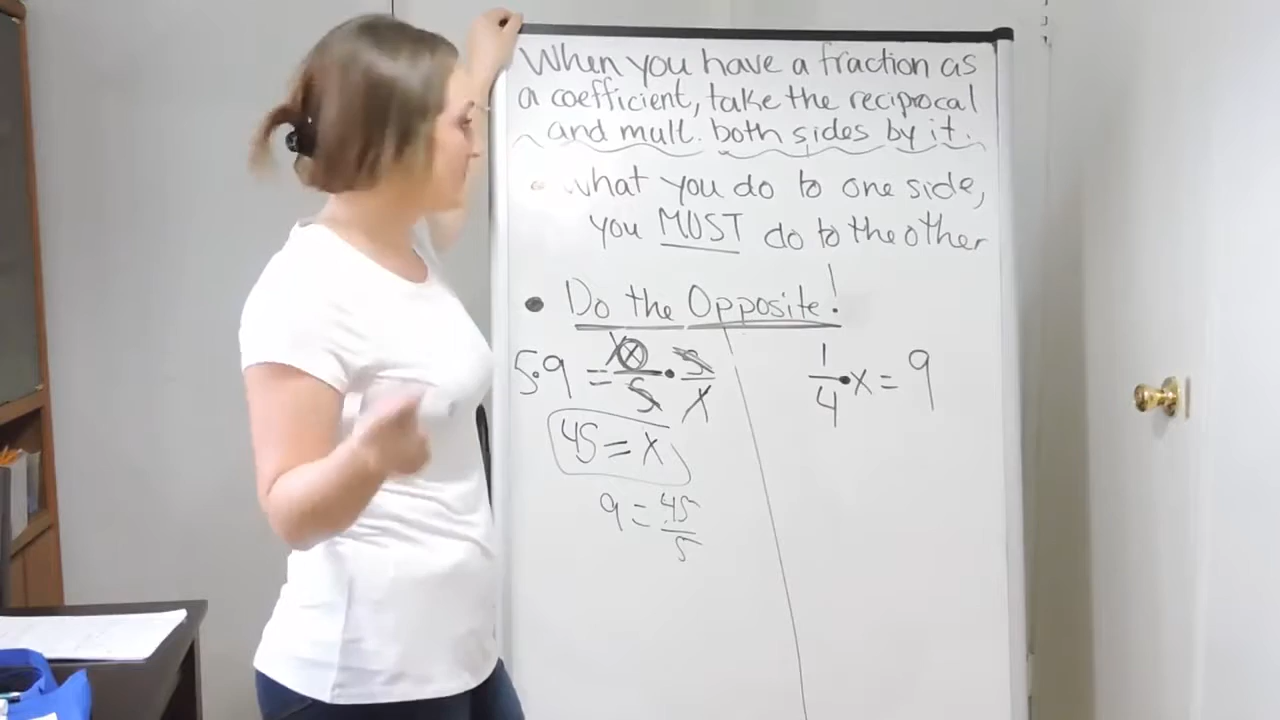 When you have a fraction as
a coefficient, take the reciprocal
and mult. both sides by it.
What you do to one side,
you MUST do to the other
• Do the Opposite!
5·9 = x/5 · 5/1
45 = x
9 = 45/5
1/4 · x = 9